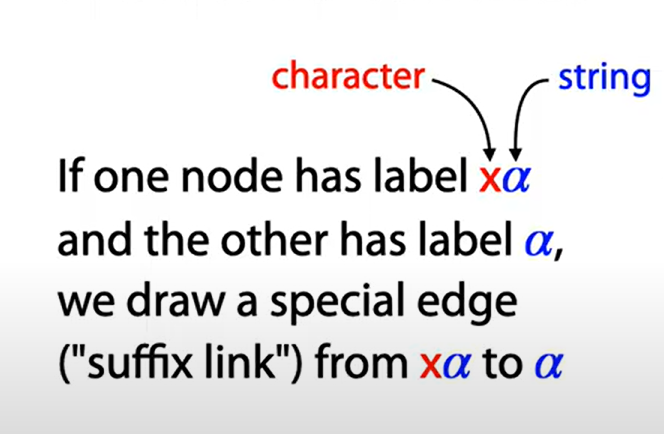 character string
If one node has label xα
and the other has label α,
we draw a special edge
("suffix link") from xα to α